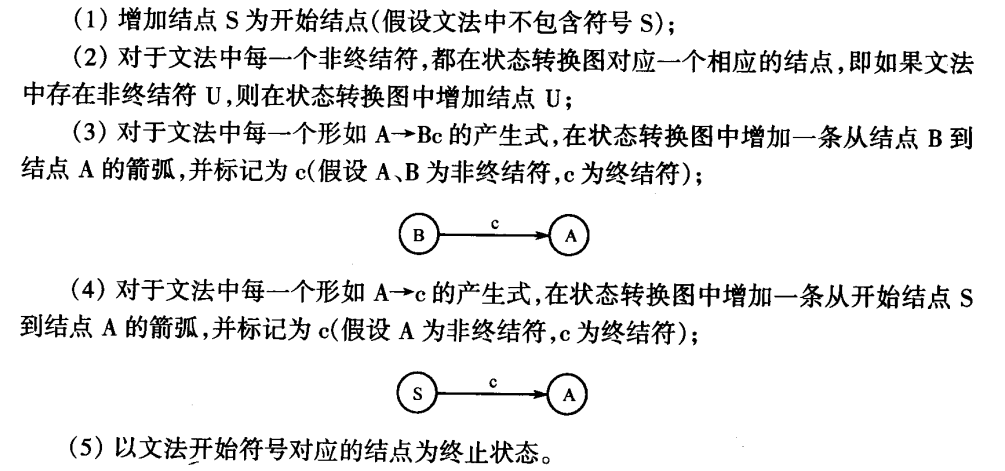 (1) 增加结点 S 为开始结点(假设文法中不包含符号 S);
(2) 对于文法中每一个非终结符,都在状态转换图对应一个相应的结点,即如果文法
中存在非终结符 U,则在状态转换图中增加结点 U;
(3) 对于文法中每一个形如 A→Bc 的产生式,在状态转换图中增加一条从结点 B 到
结点 A 的箭弧,并标记为 c(假设 A、B 为非终结符,c 为终结符);
B c A
(4) 对于文法中每一个形如 A→c 的产生式,在状态转换图中增加一条从开始结点 S
到结点 A 的箭弧,并标记为 c(假设 A 为非终结符,c 为终结符);
S c A
(5) 以文法开始符号对应的结点为终止状态。